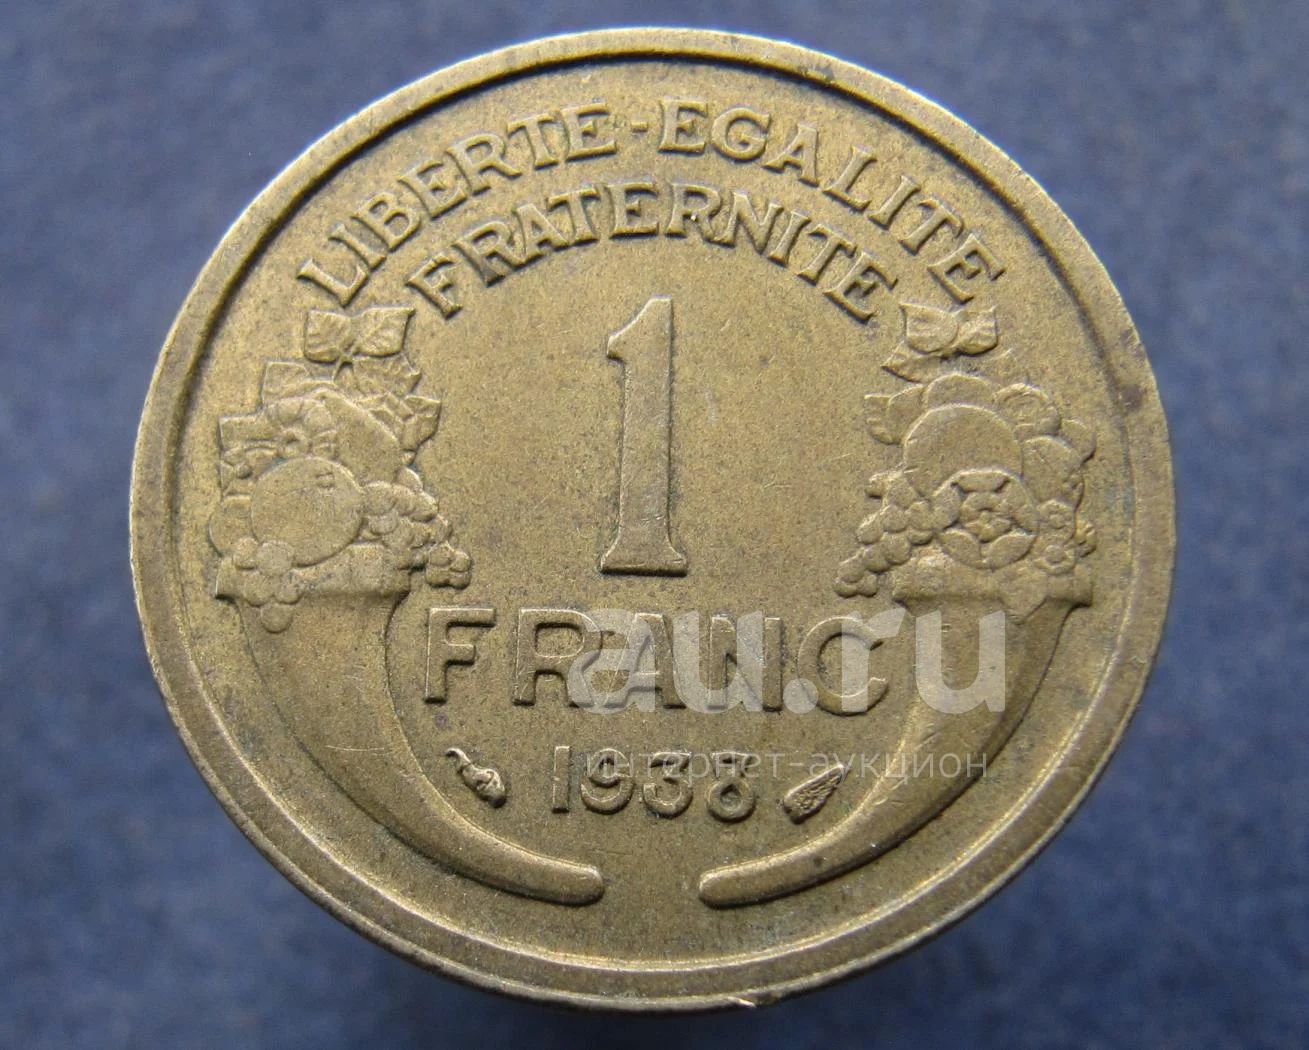 LIBERTE-EGALITE
FRATERNITE
1
FRANC
1938
au.ru
интернет-аукцион